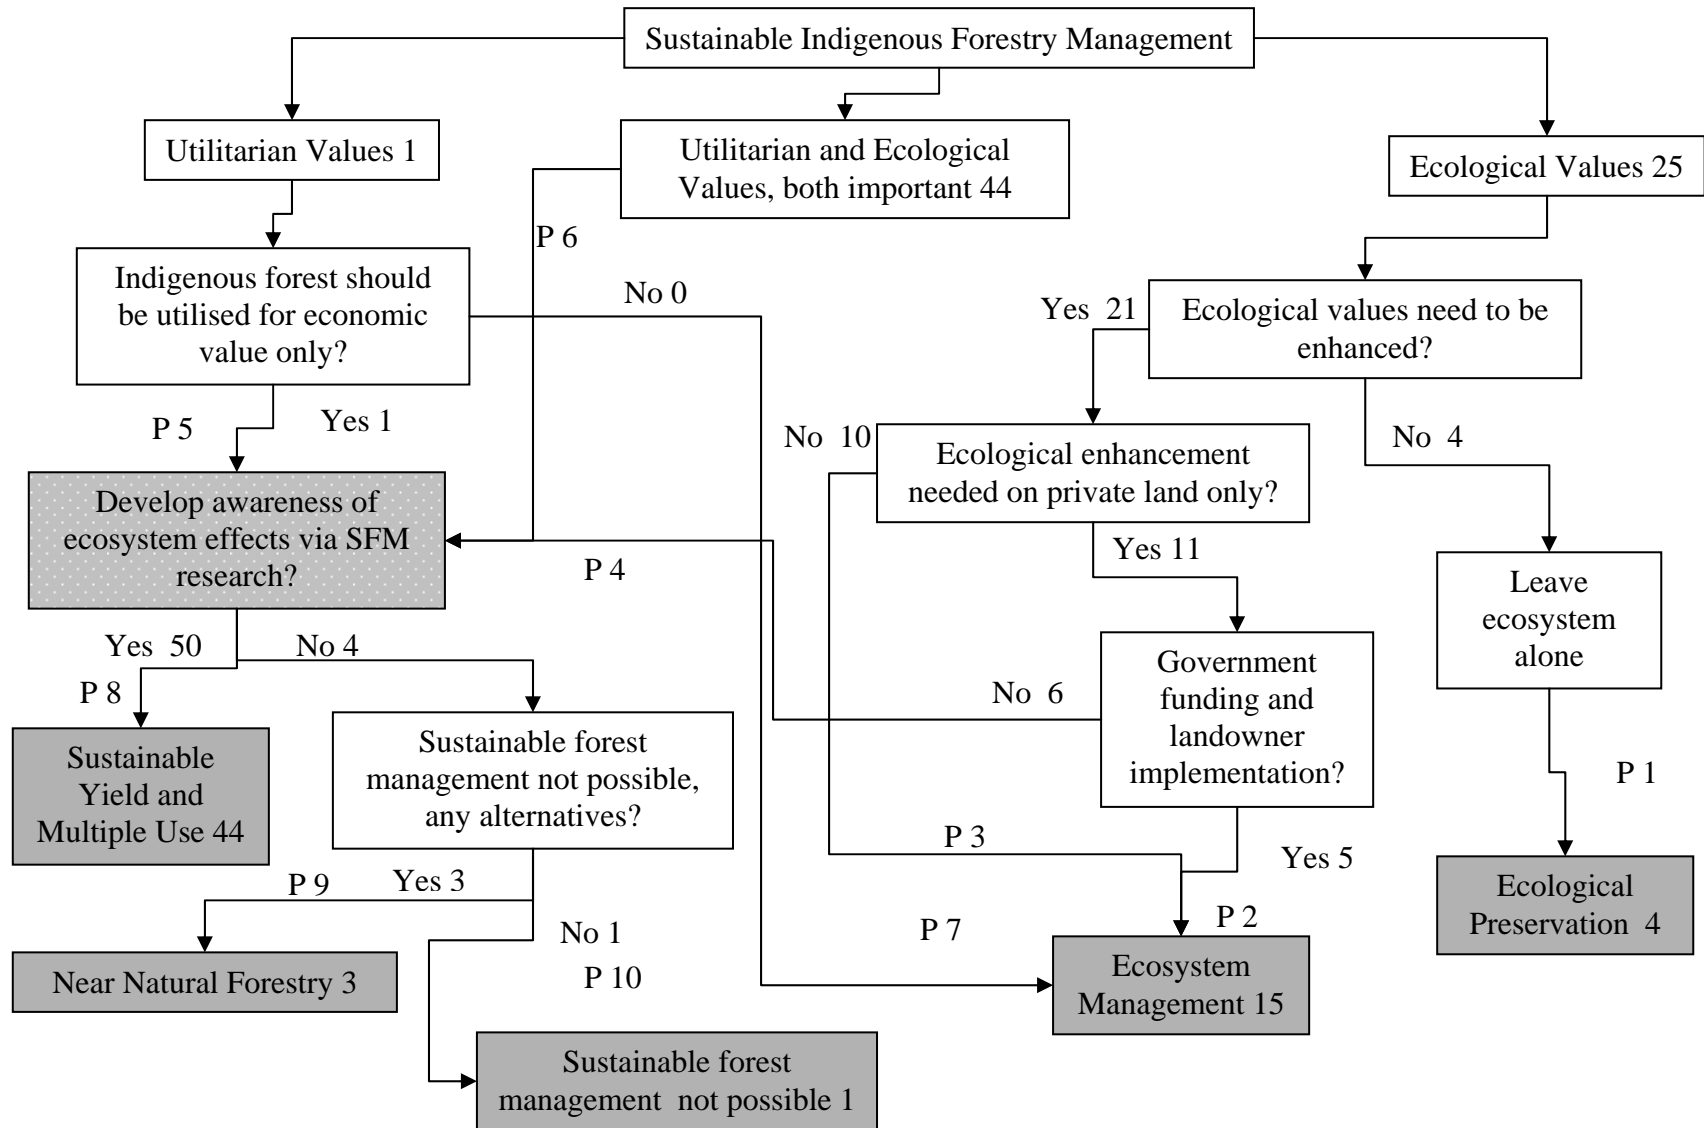 Sustainable Indigenous Forestry Management
Utilitarian Values 1
Utilitarian and Ecological
Values, both important 44
Ecological Values 25
P 6
Indigenous forest should
be utilised for economic
value only?
No 0
Yes 21
Ecological values need to be
enhanced?
P 5
Yes 1
No 10
Ecological enhancement
needed on private land only?
No 4
Develop awareness of
ecosystem effects via SFM
research?
P 4
Yes 11
Leave
ecosystem
alone
Yes 50
No 4
P 8
No 6
Government
funding and
landowner
implementation?
Sustainable
Yield and
Multiple Use 44
Sustainable forest
management not possible,
any alternatives?
P 1
P 3
Yes 5
P 9
Yes 3
Ecological
Preservation 4
No 1
P 10
P 7
P 2
Near Natural Forestry 3
Ecosystem
Management 15
Sustainable forest
management not possible 1